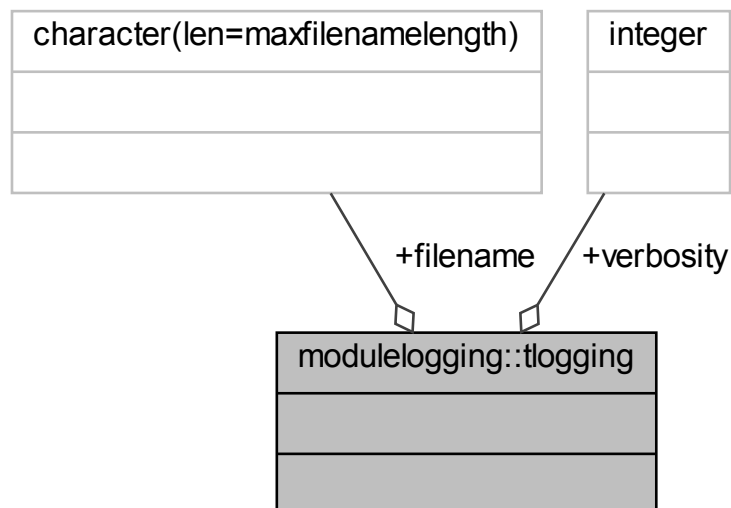 character(len=maxfilenamelength)
integer
+filename
+verbosity
modulelogging::tlogging